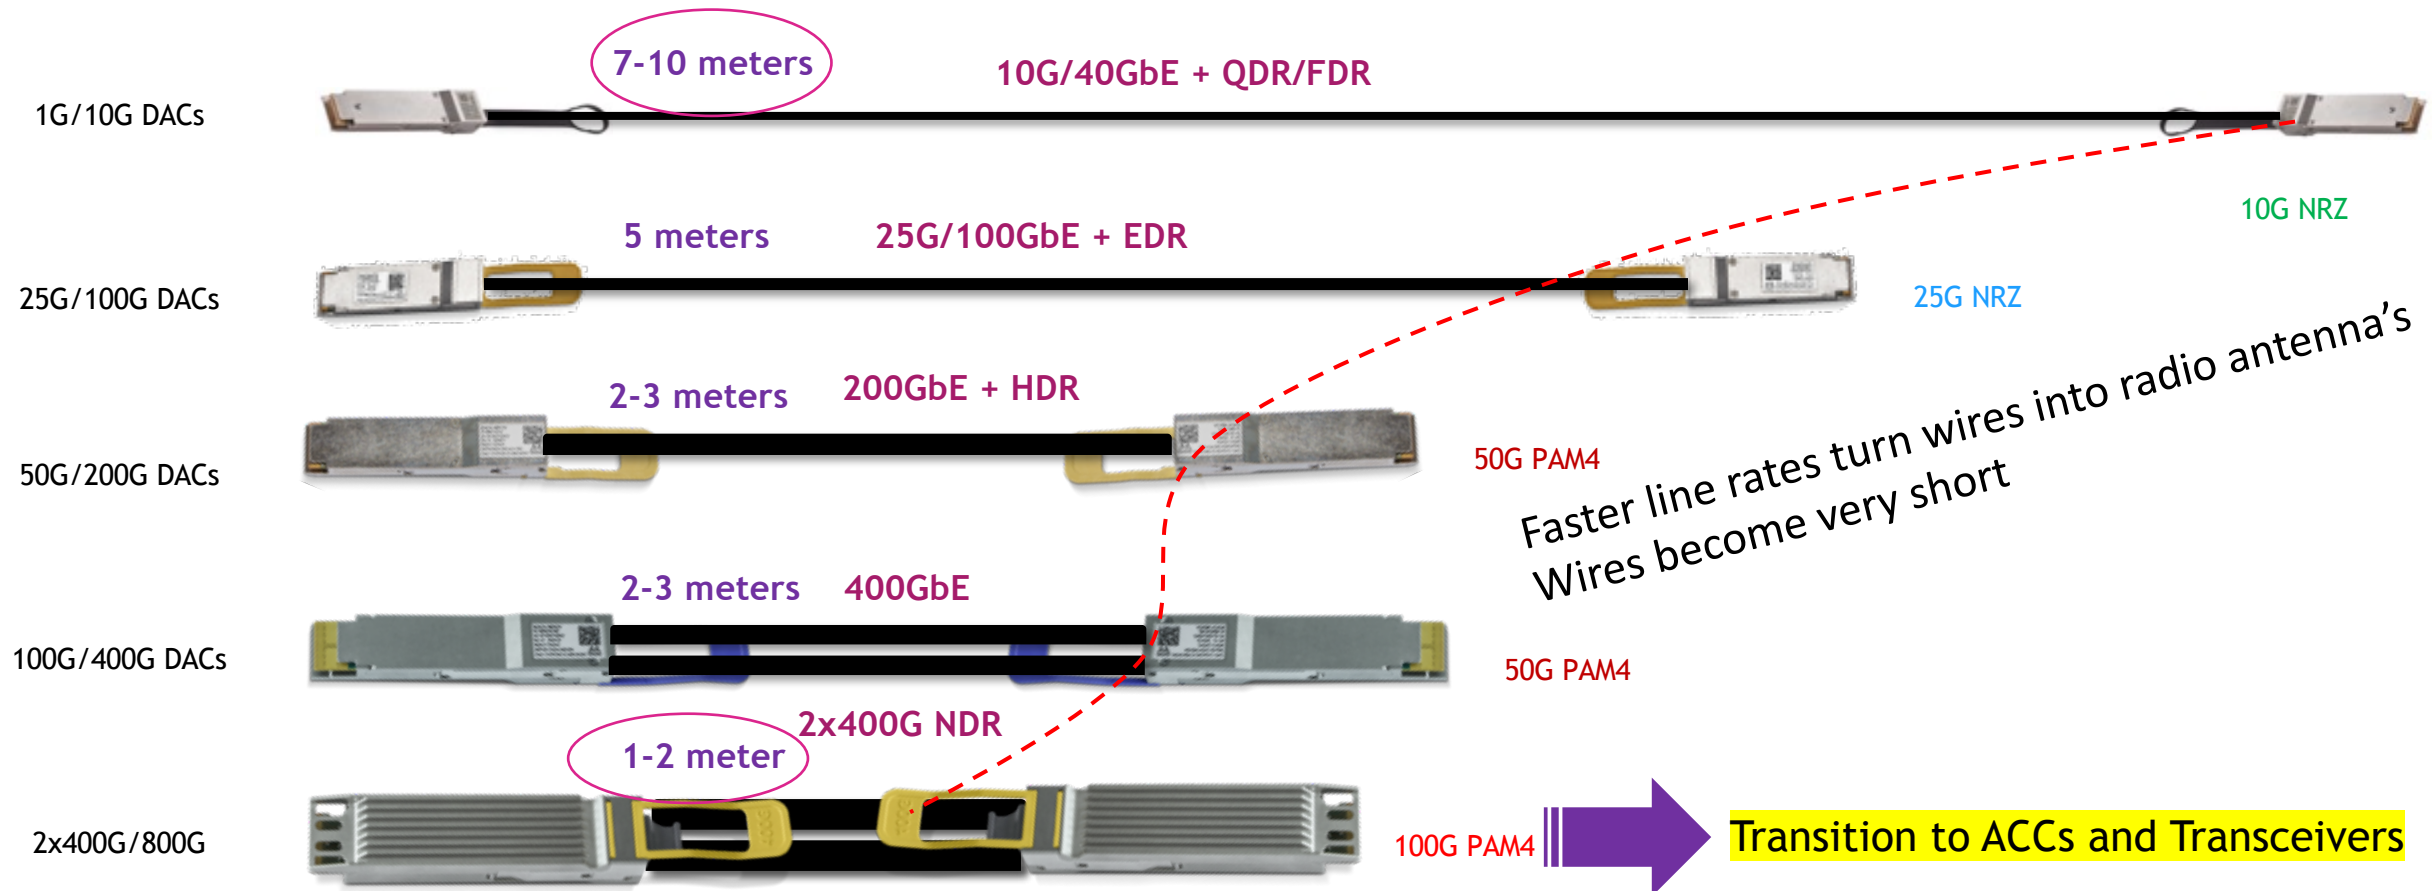 7-10 meters
10G/40GbE + QDR/FDR
1G/10G DACs
10G NRZ
5 meters
25G/100GbE + EDR
25G/100G DACs
25G NRZ
Faster line rates turn wires into radio antenna’s
Wires become very short
2-3 meters
200GbE + HDR
50G/200G DACs
50G PAM4
2-3 meters
400GbE
100G/400G DACs
50G PAM4
2x400G NDR
1-2 meter
2x400G/800G
400G
100G PAM4
Transition to ACCs and Transceivers